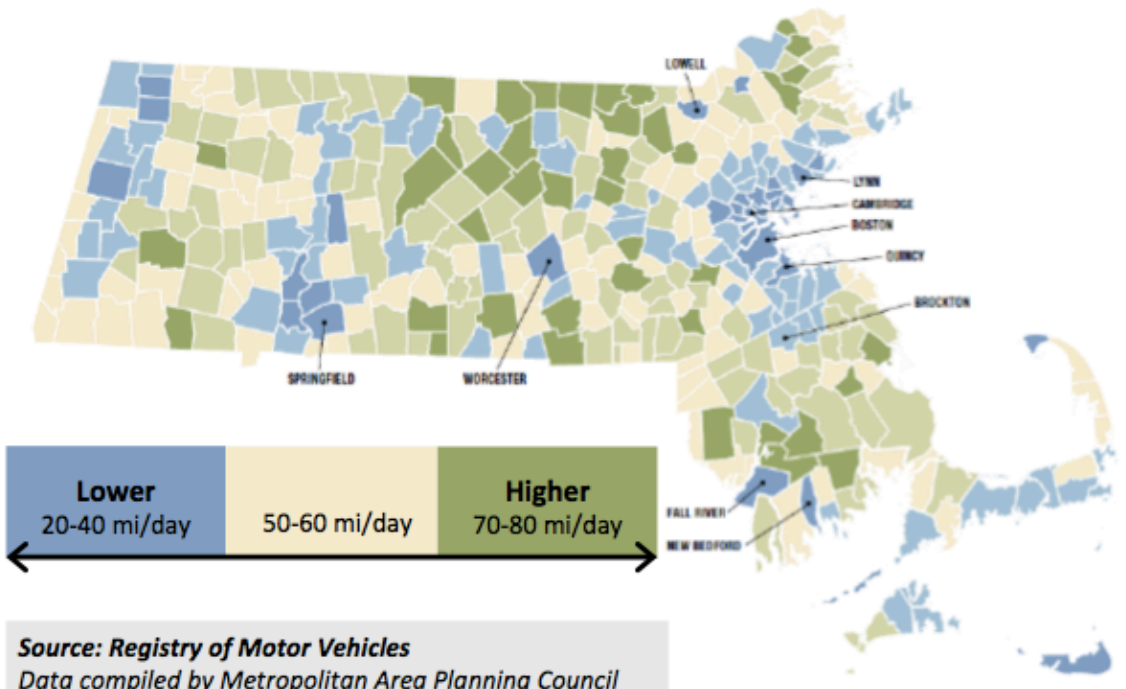 LOWELL
LYNN
CAMBRIDGE
BOSTON
QUINCY
BROCKTON
SPRINGFIELD
WORCESTER
FALL RIVER
NEW BEDFORD
Lower
20-40 mi/day
50-60 mi/day
Higher
70-80 mi/day
Source: Registry of Motor Vehicles
Data compiled by Metropolitan Area Planning Council